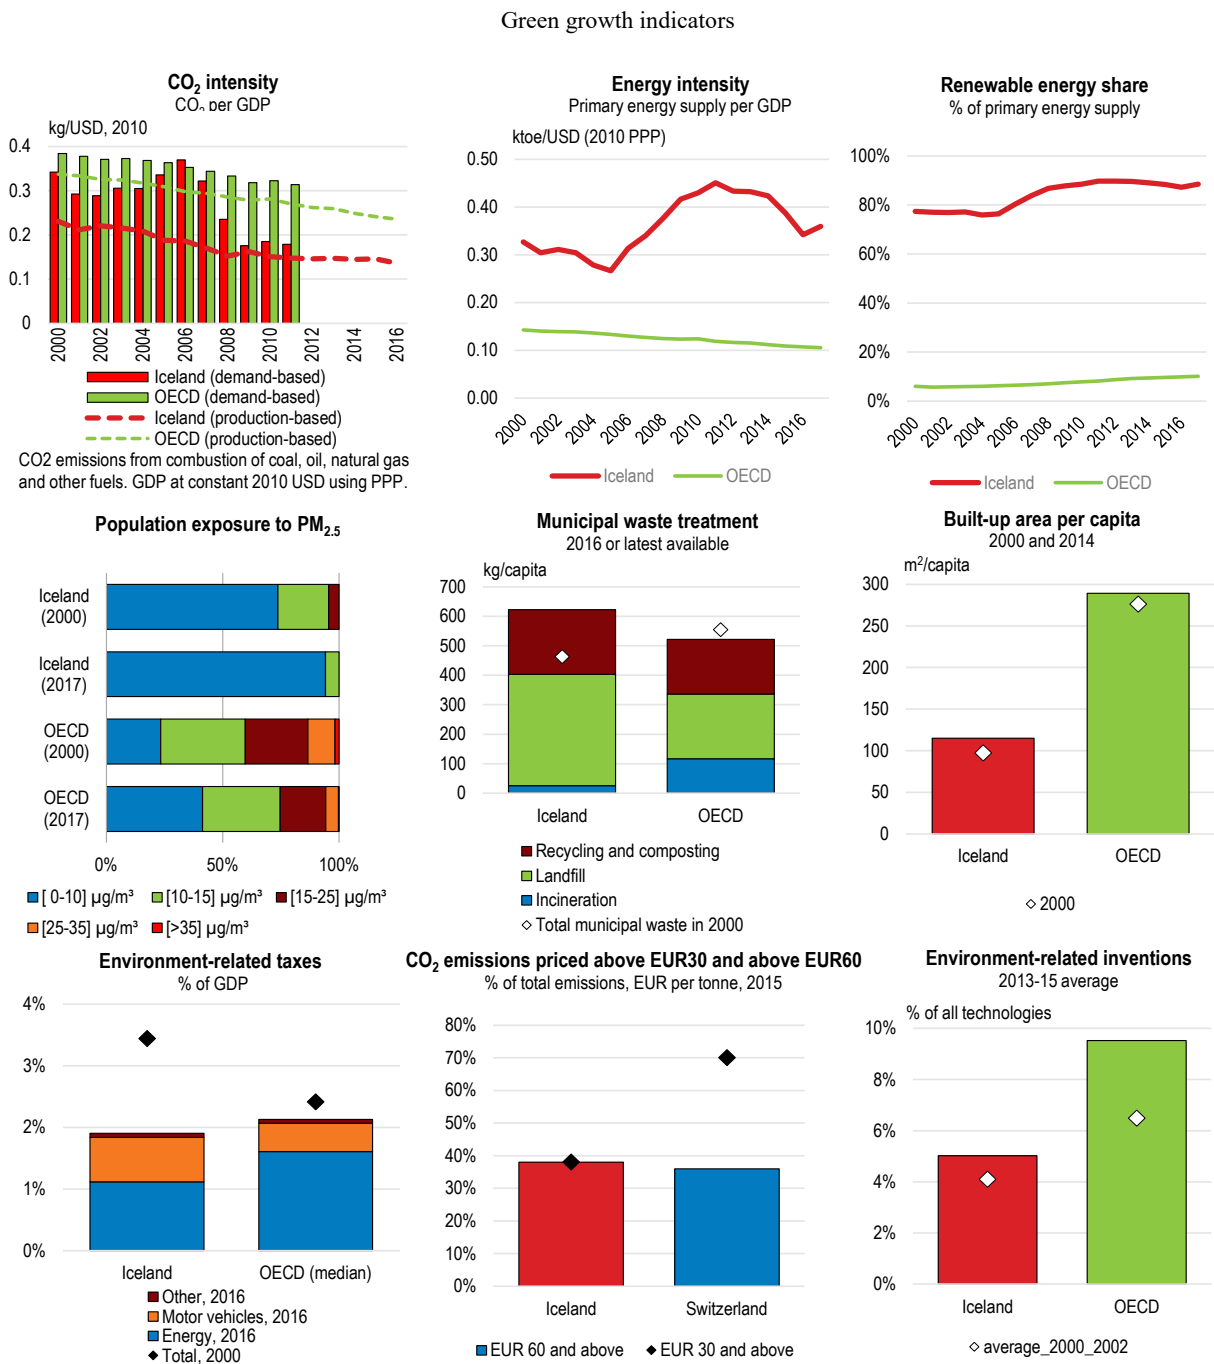 Green growth indicators
CO2 intensity
CO2 per GDP
kg/USD, 2010
0.4
0.3
0.2
0.1
0
2000
2002
2004
2006
2008
2010
2012
2014
2016
Iceland (demand-based)
OECD (demand-based)
Iceland (production-based)
OECD (production-based)
CO2 emissions from combustion of coal, oil, natural gas
and other fuels. GDP at constant 2010 USD using PPP.
Energy intensity
Primary energy supply per GDP
ktoe/USD (2010 PPP)
0.50
0.40
0.30
0.20
0.10
0.00
2000
2002
2004
2006
2008
2010
2012
2014
2016
Iceland
OECD
Renewable energy share
% of primary energy supply
100%
80%
60%
40%
20%
0%
2000
2002
2004
2006
2008
2010
2012
2014
2016
Iceland
OECD
Population exposure to PM2.5
Iceland
(2000)
Iceland
(2017)
OECD
(2000)
OECD
(2017)
0%
50%
100%
[ 0-10] µg/m³
[10-15] µg/m³
[15-25] µg/m³
[25-35] µg/m³
[>35] µg/m³
Municipal waste treatment
2016 or latest available
kg/capita
700
600
500
400
300
200
100
0
Iceland
OECD
Recycling and composting
Landfill
Incineration
Total municipal waste in 2000
Built-up area per capita
2000 and 2014
m²/capita
300
250
200
150
100
50
0
Iceland
OECD
2000
Environment-related taxes
% of GDP
4%
3%
2%
1%
0%
Iceland
OECD (median)
Other, 2016
Motor vehicles, 2016
Energy, 2016
Total, 2000
CO2 emissions priced above EUR30 and above EUR60
% of total emissions, EUR per tonne, 2015
80%
70%
60%
50%
40%
30%
20%
10%
0%
Iceland
Switzerland
EUR 60 and above
EUR 30 and above
Environment-related inventions
2013-15 average
% of all technologies
10%
8%
6%
4%
2%
0%
Iceland
OECD
average_2000_2002